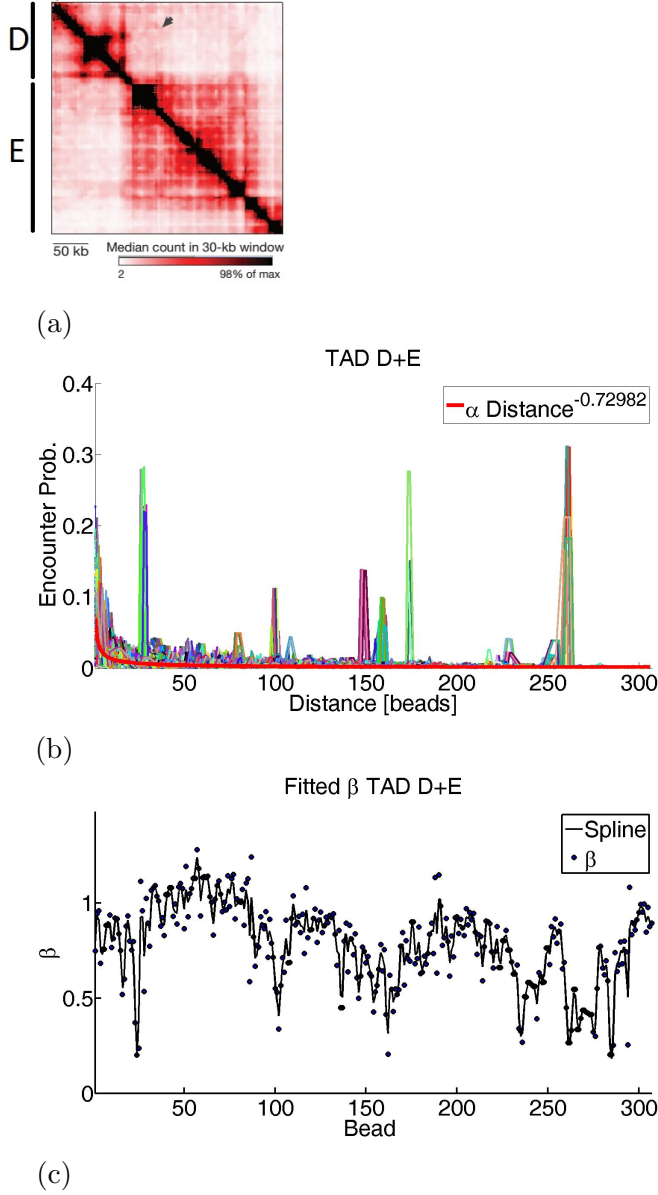 D
E
50 kb
Median count in 30-kb window
2
98% of max
(a)
TAD D+E
α Distance^-0.72982
Encounter Prob.
0.4
0.3
0.2
0.1
0
50
100
150
200
250
300
Distance [beads]
(b)
Fitted β TAD D+E
Spline
β
β
1
0.5
0
50
100
150
200
250
300
Bead
(c)